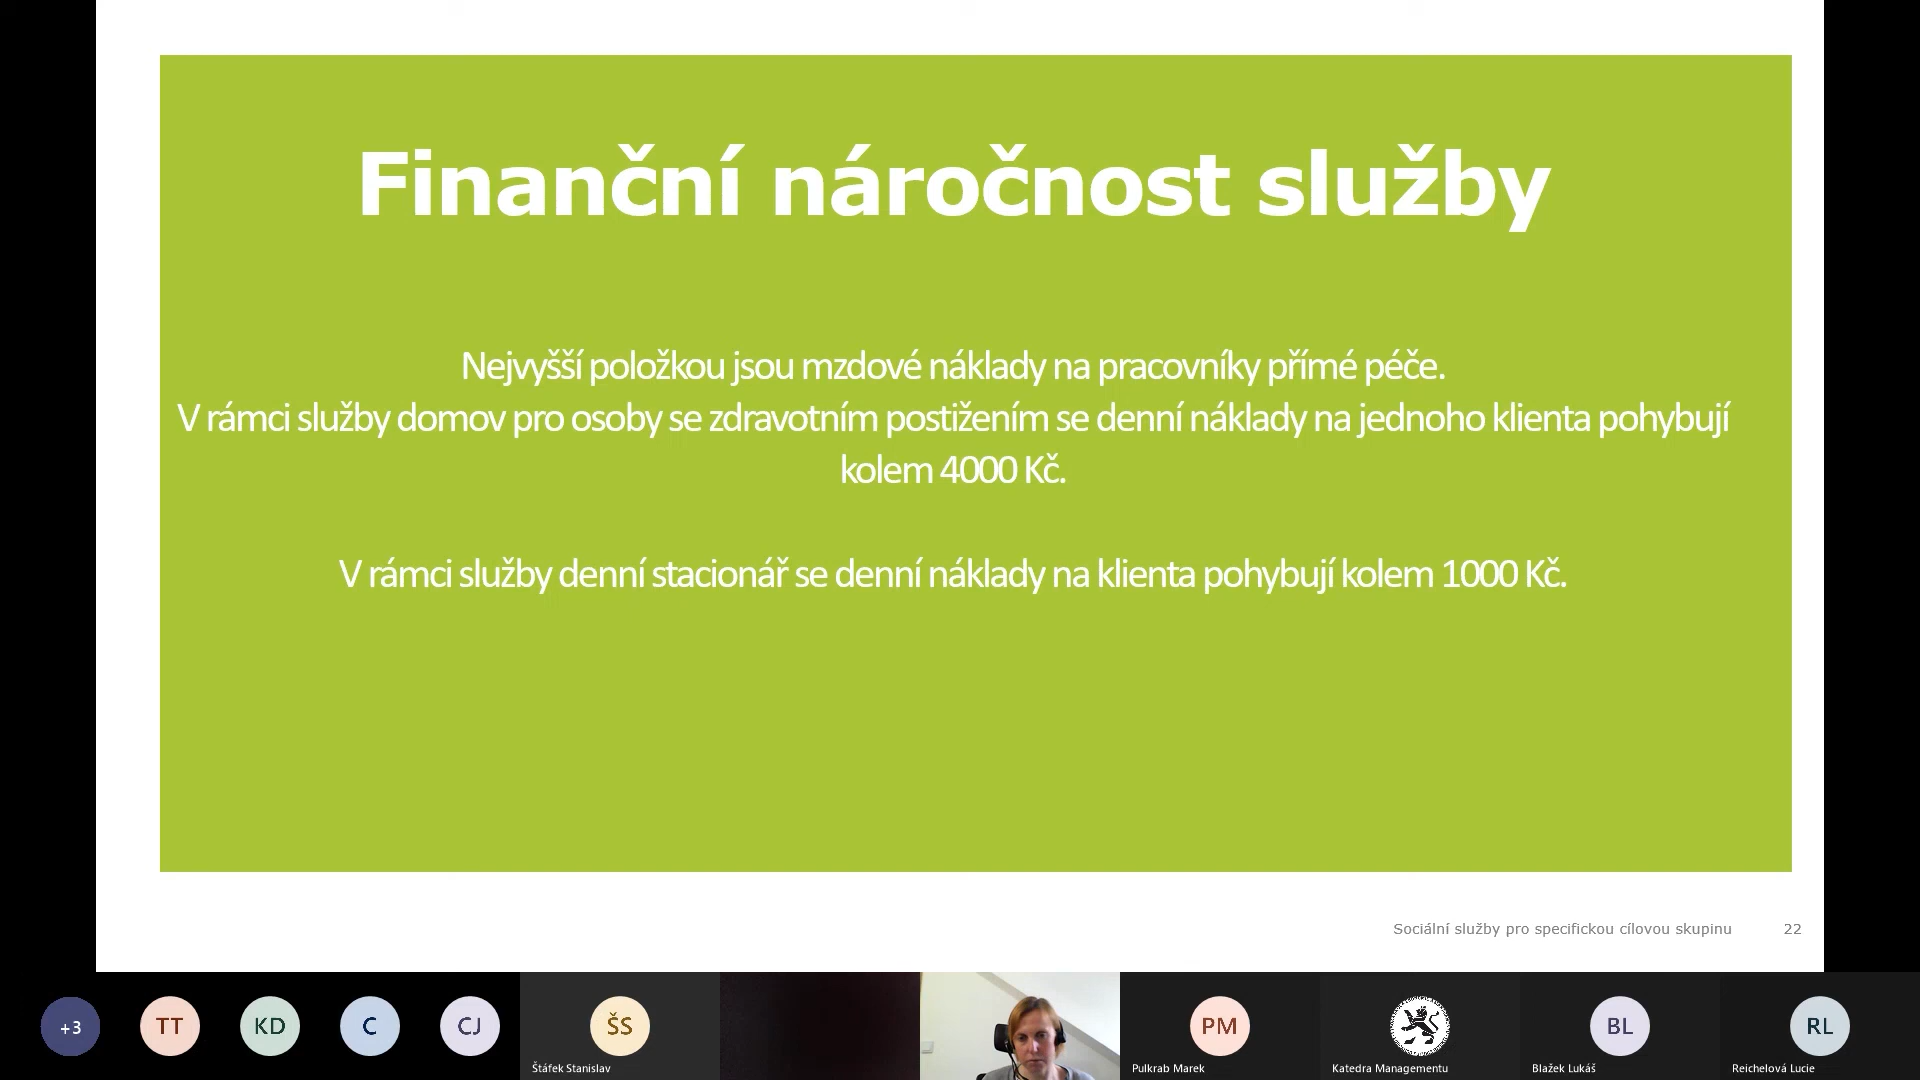 Finanční náročnost služby
Nejvyšší položkou jsou mzdové náklady na pracovníky přímé péče.
V rámci služby domov pro osoby se zdravotním postižením se denní náklady na jednoho klienta pohybují
kolem 4000 Kč.
V rámci služby denní stacionář se denní náklady na klienta pohybují kolem 1000 Kč.
Sociální služby pro specifickou cílovou skupinu 22
+3 TT KD C CJ ŠS PM BL RL
Štáfek Stanislav Pulkrab Marek Katedra Managementu Blažek Lukáš Reichelová Lucie